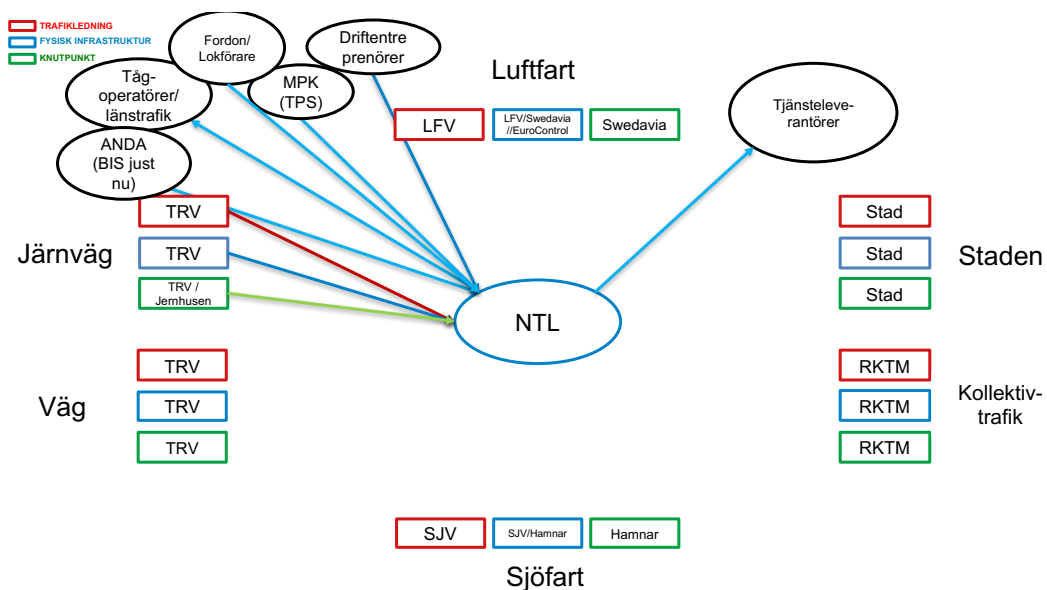 TRAFIKLEDNING
FYSISK INFRASTRUKTUR
KNUTPUNKT
Fordon/
Lokförare
Driftentre
prenörer
Tåg-
operatörer/
länstrafik
MPK
(TPS)
ANDA
(BIS just
nu)
Luftfart
LFV
LFV/Swedavia
//EuroControl
Swedavia
Tjänsteleve-
rantörer
Järnväg
TRV
TRV
TRV /
Jernhusen
NTL
Stad
Stad
Stad
Staden
Väg
TRV
TRV
TRV
RKTM
RKTM
RKTM
Kollektiv-
trafik
SJV
SJV/Hamnar
Hamnar
Sjöfart